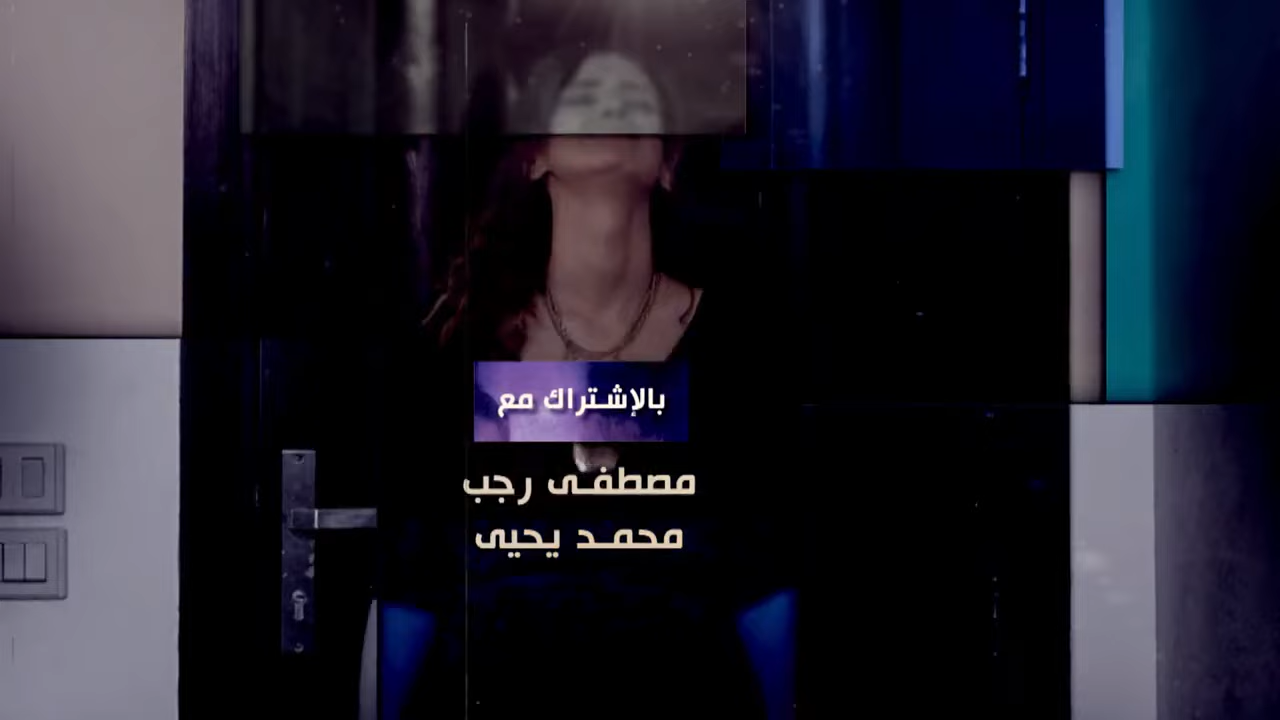 بالإشتراك مع
مصطفى رجب
محمد يحيى